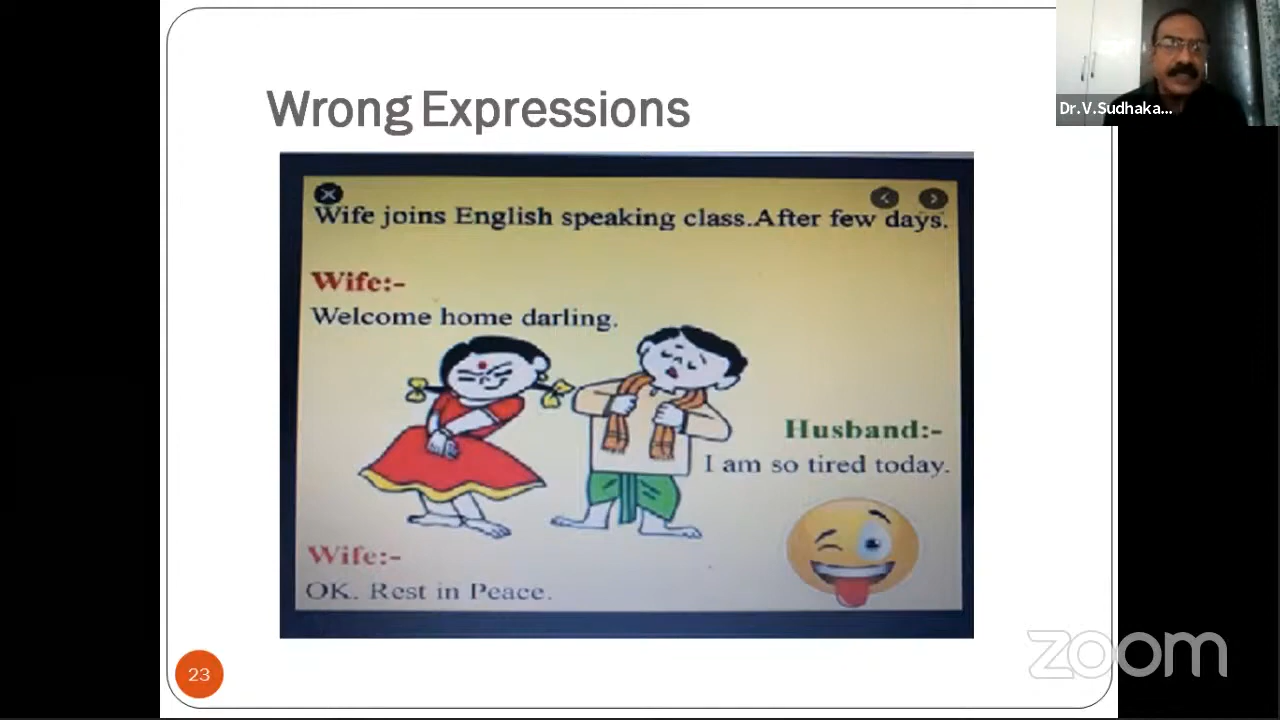 Wrong Expressions
Dr.V.Sudhaka...
Wife joins English speaking class..After few days.
Wife:-
Welcome home darling.
Husband:-
I am so tired today.
Wife:-
OK. Rest in Peace.
23
zoom